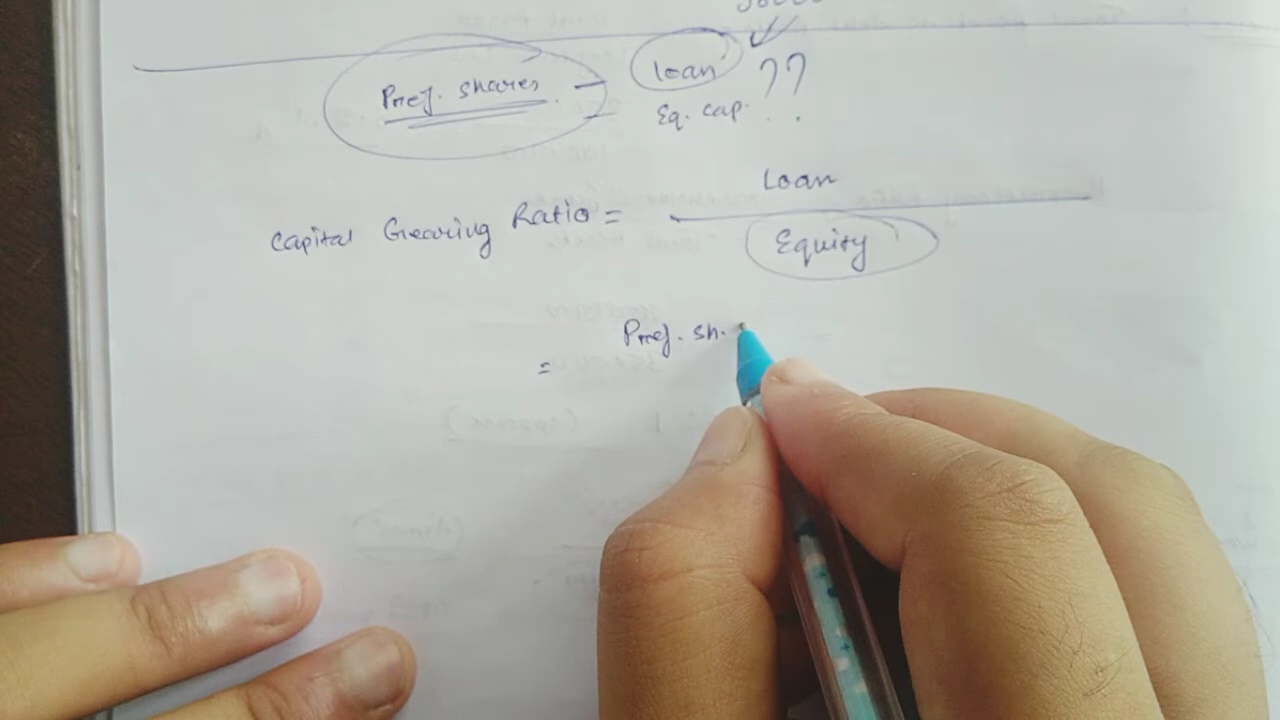 Pref. shares - loan ??
= Eq. cap. . .
Loan
Capital Gearing Ratio =
Equity
Pref. sh.
=